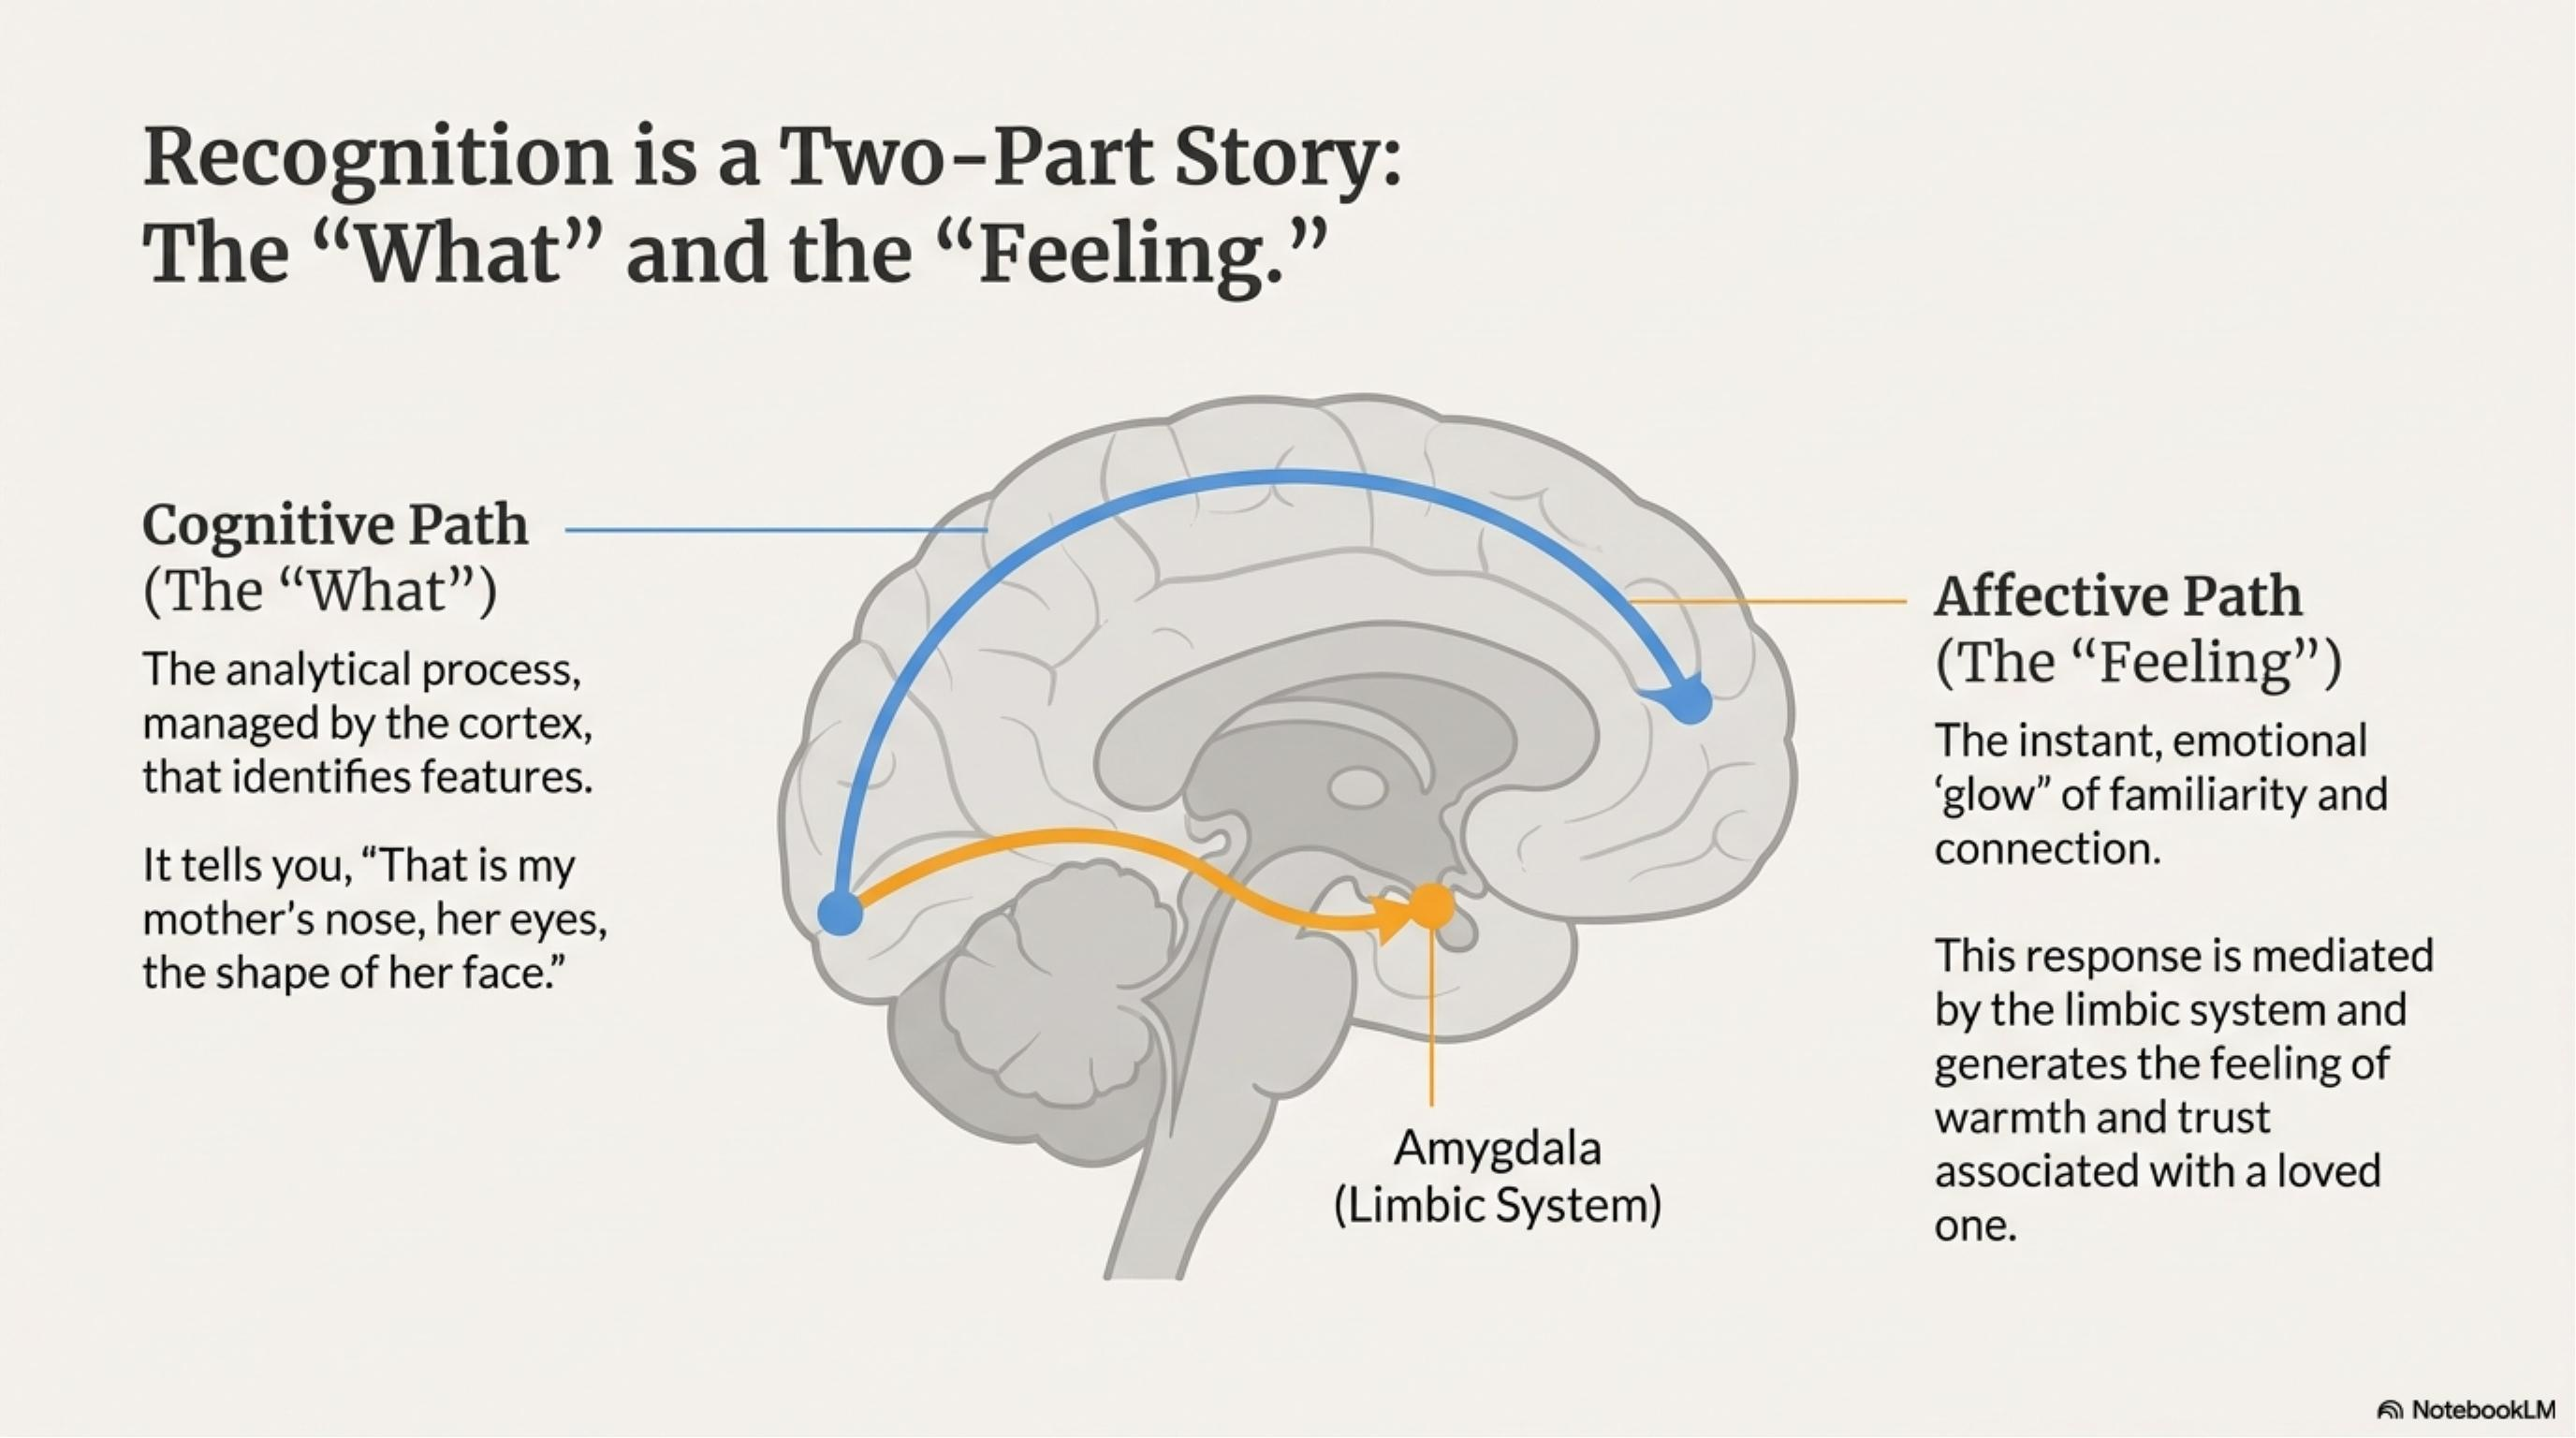 Recognition is a Two-Part Story:
The “What” and the “Feeling.”
Cognitive Path
(The “What”)
The analytical process,
managed by the cortex,
that identifies features.
It tells you, “That is my
mother’s nose, her eyes,
the shape of her face.”
Affective Path
(The “Feeling”)
The instant, emotional
‘glow” of familiarity and
connection.
This response is mediated
by the limbic system and
generates the feeling of
warmth and trust
associated with a loved
one.
Amygdala
(Limbic System)
NotebookLM